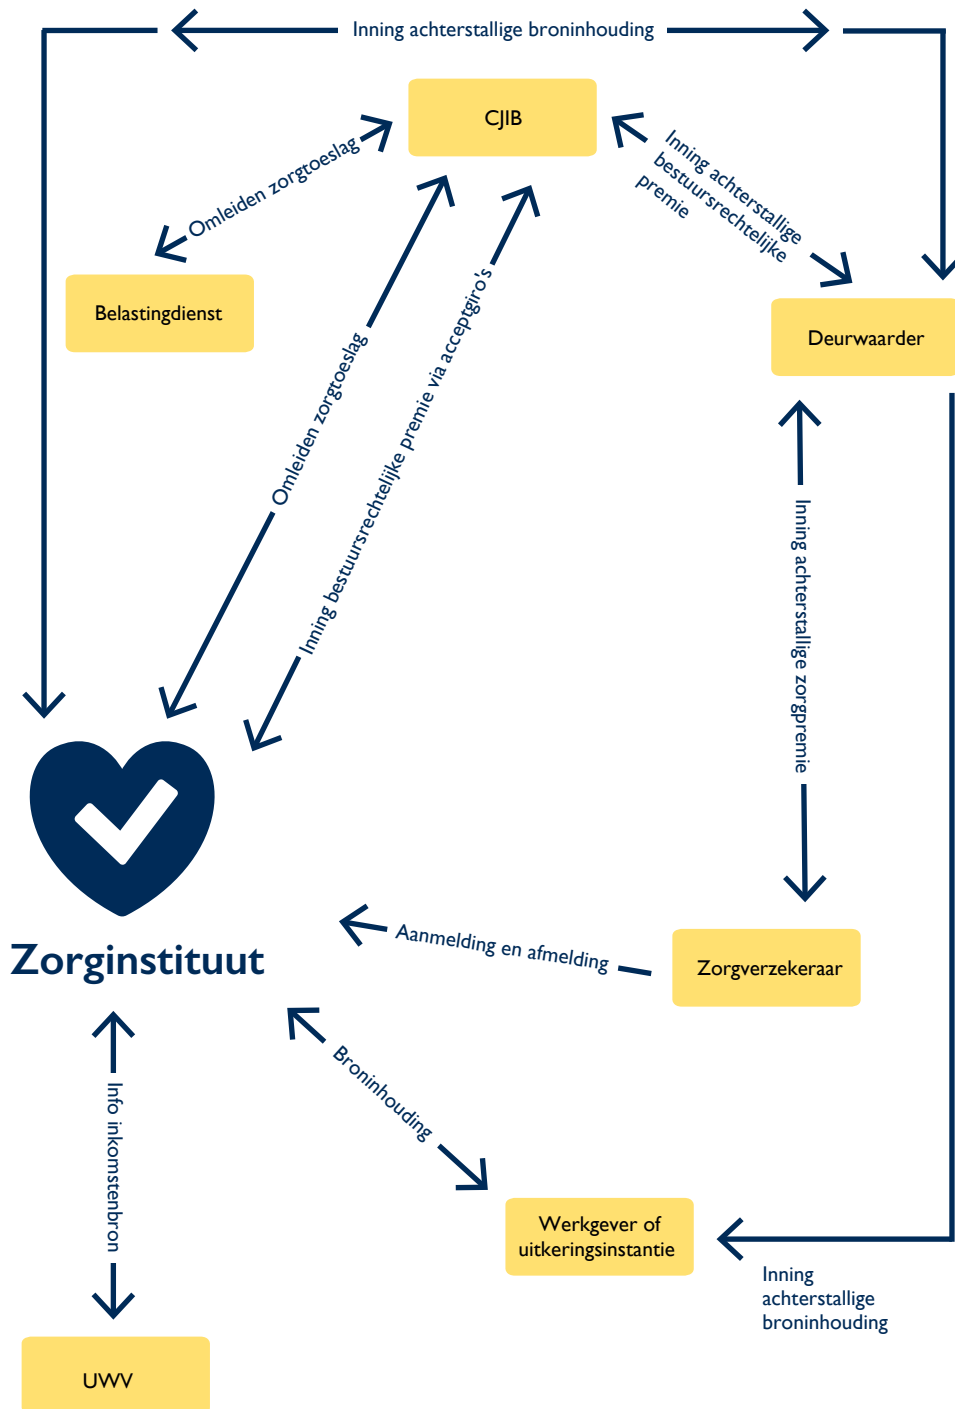 Inning achterstallige broninhouding
CJIB
Omleiden zorgtoeslag
Inning achterstallige
bestuursrechtelijke
premie
Belastingdienst
Deurwaarder
Omleiden zorgtoeslag
Inning bestuursrechtelijke premie via acceptgiro's
Inning achterstallige zorgpremie
Zorginstituut
Aanmelding en afmelding
Zorgverzekeraar
Broninhouding
Info inkomstenbron
Werkgever of
uitkeringsinstantie
Inning
achterstallige
broninhouding
UWV